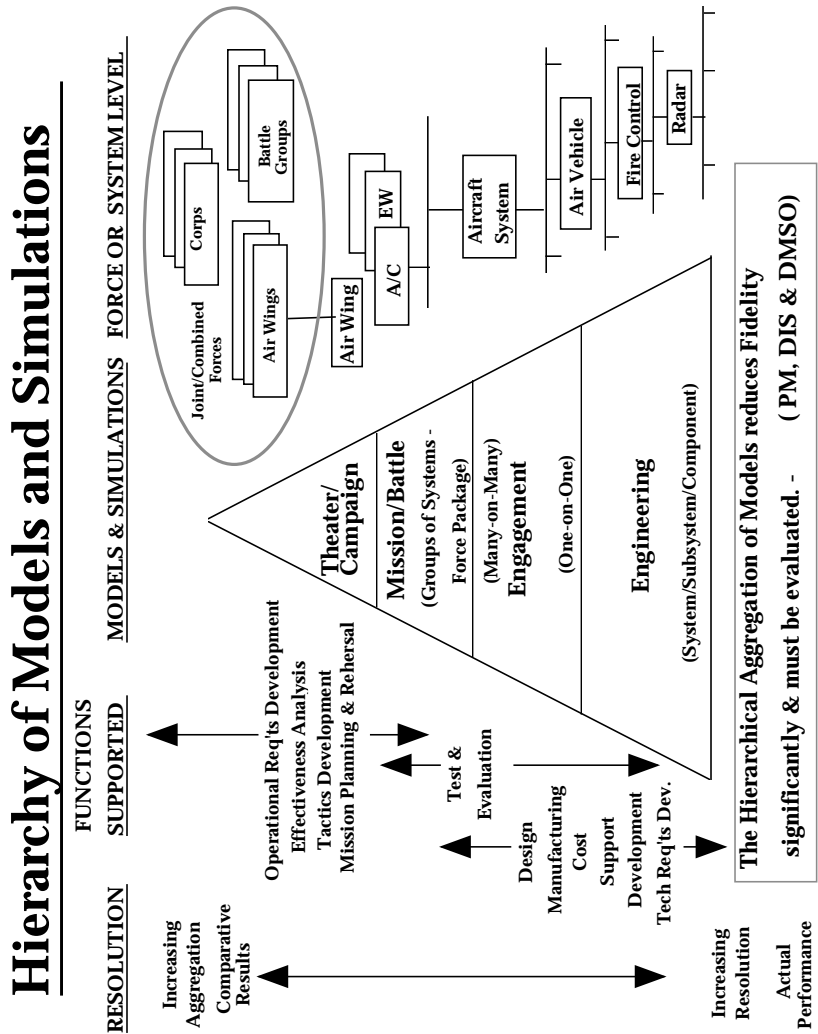 Hierarchy of Models and Simulations
RESOLUTION
FUNCTIONS
SUPPORTED
MODELS & SIMULATIONS
FORCE OR SYSTEM LEVEL
Increasing
Aggregation
Comparative
Results
Increasing
Resolution
Actual
Performance
Operational Req'ts Development
Effectiveness Analysis
Tactics Development
Mission Planning & Rehersal
Test &
Evaluation
Design
Manufacturing
Cost
Support
Development
Tech Req'ts Dev.
Theater/
Campaign
Mission/Battle
(Groups of Systems -
Force Package)
(Many-on-Many)
Engagement
(One-on-One)
Engineering
(System/Subsystem/Component)
Joint/Combined
Forces
Corps
Battle
Groups
Air Wings
Air Wing
A/C
EW
Aircraft
System
Air Vehicle
Fire Control
Radar
The Hierarchical Aggregation of Models reduces Fidelity
significantly & must be evaluated. - ( PM, DIS & DMSO)